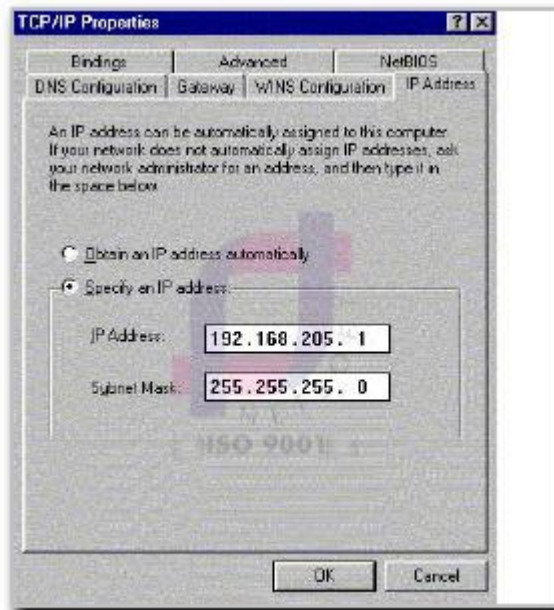 TCP/IP Properties
Bindings Advanced NetBIOS
DNS Configuration Gateway WINS Configuration IP Address
An IP address can be automatically assigned to this computer.
If your network does not automatically assign IP addresses, ask
your network administrator for an address, and then type it in
the space below.
Obtain an IP address automatically
Specify an IP address:
IP Address: 192.168.205. 1
Subnet Mask: 255.255.255. 0
ISO 9001
OK Cancel